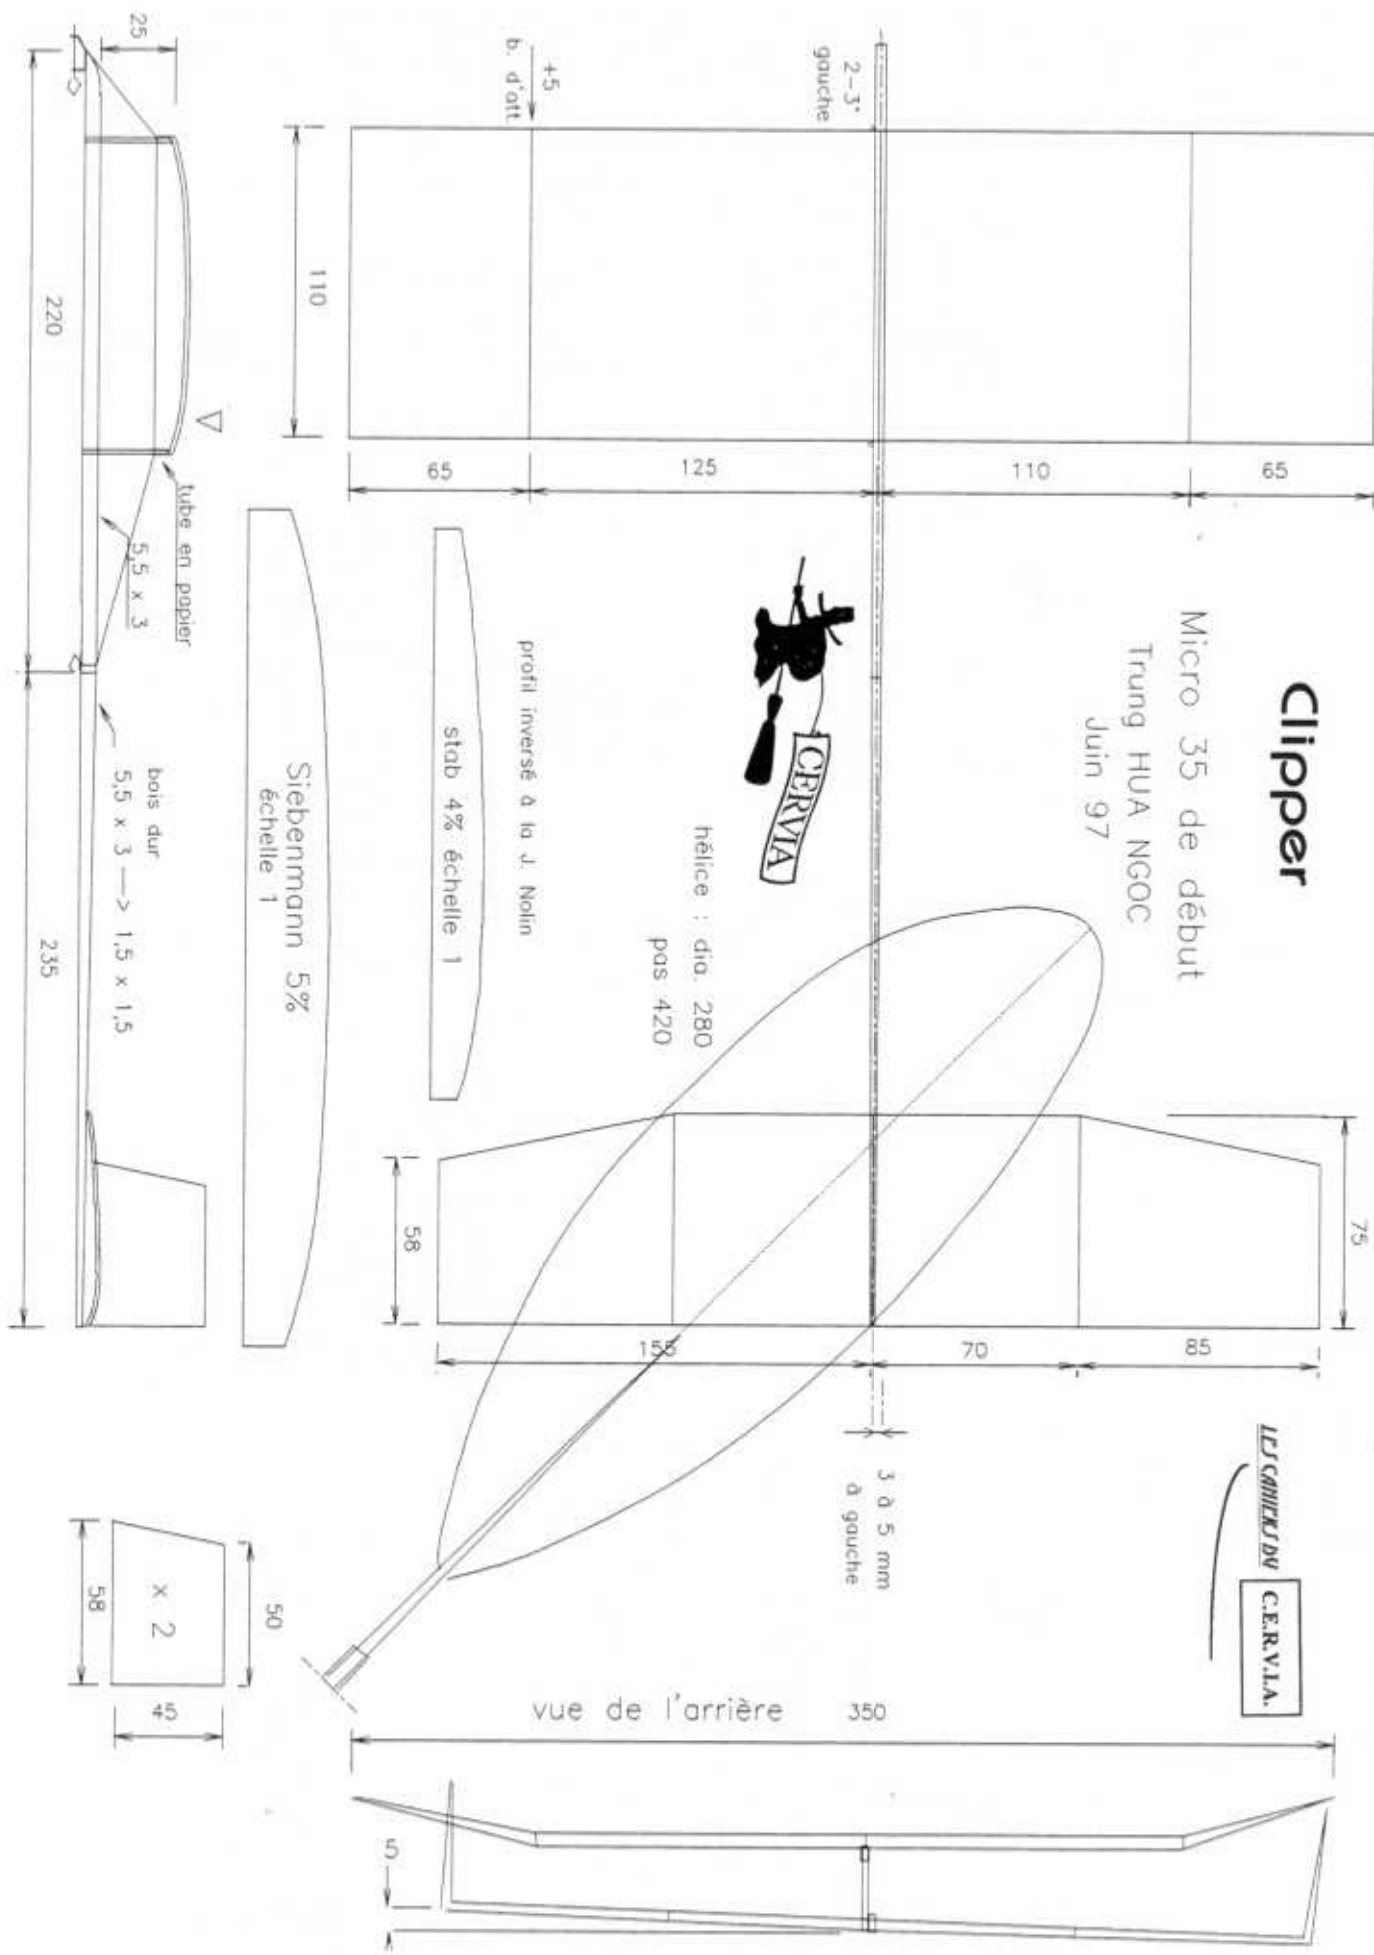 Clipper
Micro 35 de début
Trung HUA NGOC
Juin 97
LES CAHIERS DU
C.E.R.V.I.A.
CERVIA
2-3°
gauche
+5
b. d'att.
110
65
125
110
65
25
220
235
tube en papier
5,5 x 3
bois dur
5,5 x 3 —> 1,5 x 1,5
profil inversé à la J. Nolin
stab 4% échelle 1
Siebenmann 5%
échelle 1
hélice : dia. 280
pas 420
75
58
155
70
85
3 à 5 mm
à gauche
50
x 2
58
45
vue de l'arrière
350
5